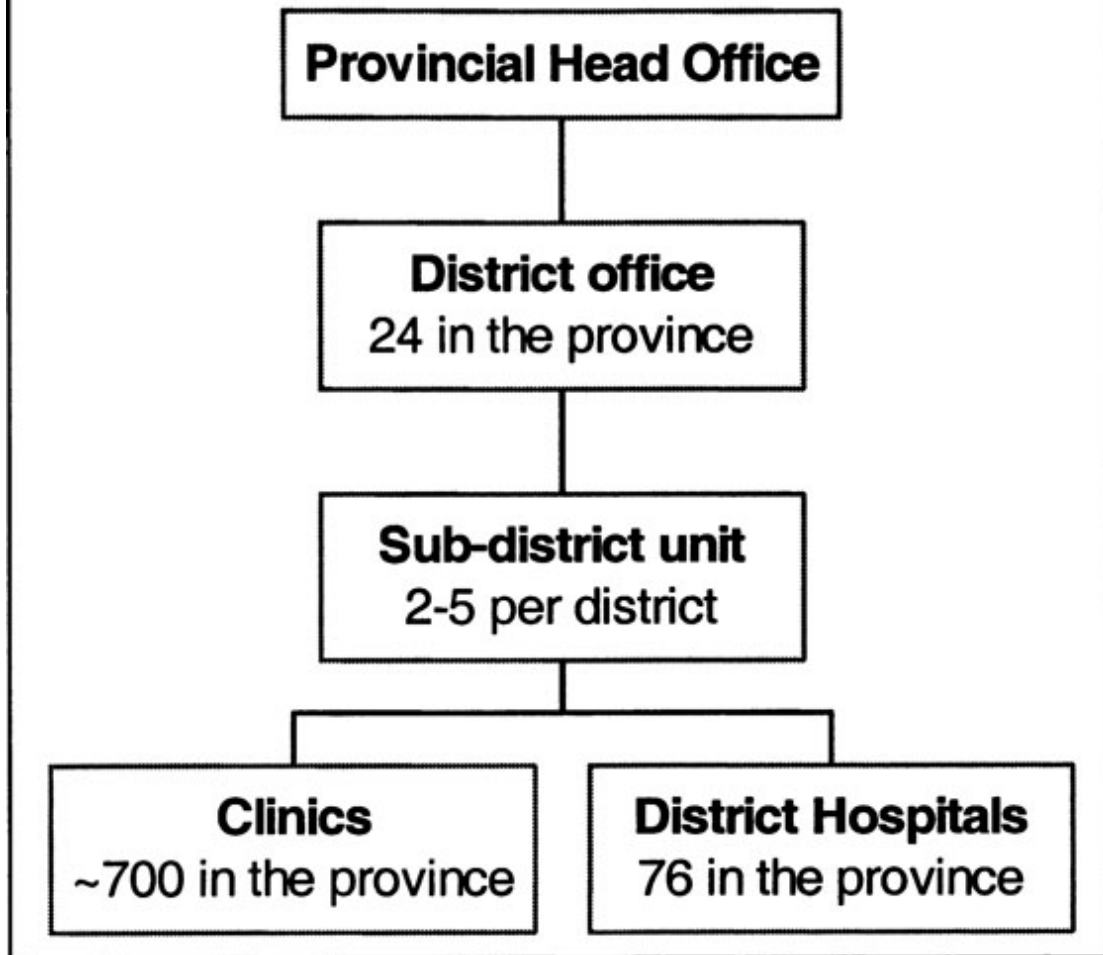 Provincial Head Office
District office
24 in the province
Sub-district unit
2-5 per district
Clinics
~700 in the province
District Hospitals
76 in the province